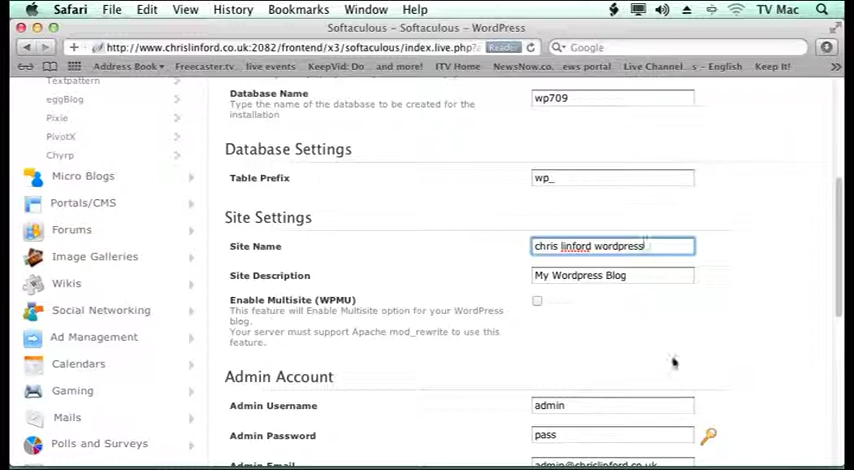 Safari File Edit View History Bookmarks Window Help TV Mac
Softaculous – Softaculous – WordPress
http://www.chrislinford.co.uk:2082/frontend/x3/softaculous/index.live.php?a Reader Google
Address Book Freecaster.tv live events KeepVid: Do and more! ITV Home NewsNow.co. ews portal Live Channel s - English Keep It!
Textpattern
eggBlog
Pixie
PivotX
Chyrp
Micro Blogs
Portals/CMS
Forums
Image Galleries
Wikis
Social Networking
Ad Management
Calendars
Gaming
Mails
Polls and Surveys
Database Name wp709
Type the name of the database to be created for the
installation
Database Settings
Table Prefix wp_
Site Settings
Site Name chris linford wordpress
Site Description My Wordpress Blog
Enable Multisite (WPMU)
This feature will Enable Multisite option for your WordPress
blog.
Your server must support Apache mod_rewrite to use this
feature.
Admin Account
Admin Username admin
Admin Password pass
Admin Email admin@chrislinford.co.uk